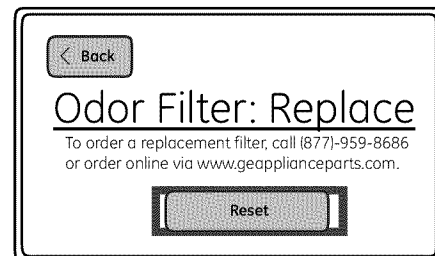 Back
Odor Filter: Replace
To order a replacement filter, call (877)-959-8686
or order online via www.geapplianceparts.com.
Reset